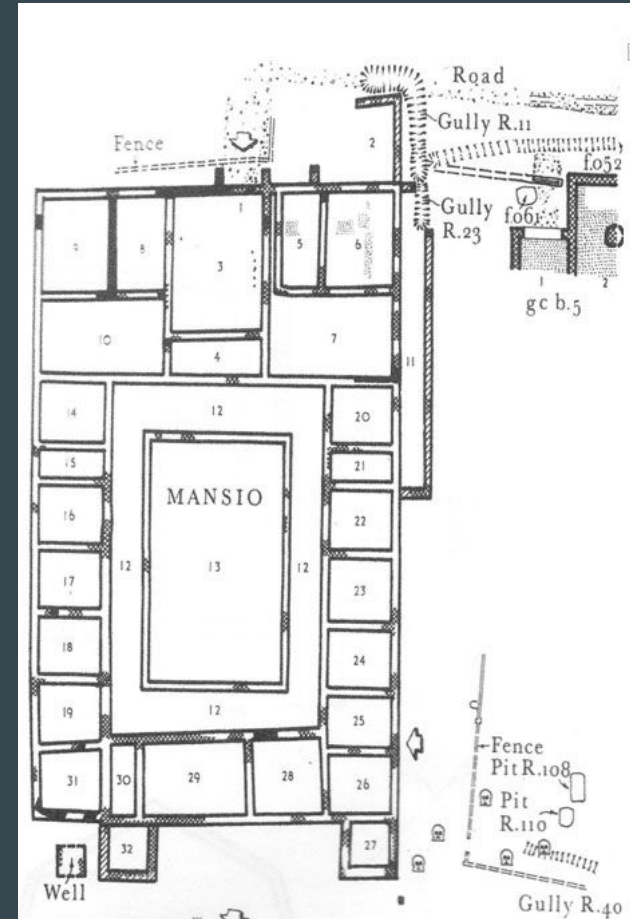 Road
Gully R.11
Fence
2
f.052
f.061
Gully
R.23
1
9
8
3
5
6
1
2
gc b.5
10
4
7
11
14
12
20
15
21
MANSIO
16
22
12
13
12
17
23
18
24
19
12
25
31
30
29
28
26
Fence
Pit R.108
Pit
R.110
32
27
Well
Gully R.40